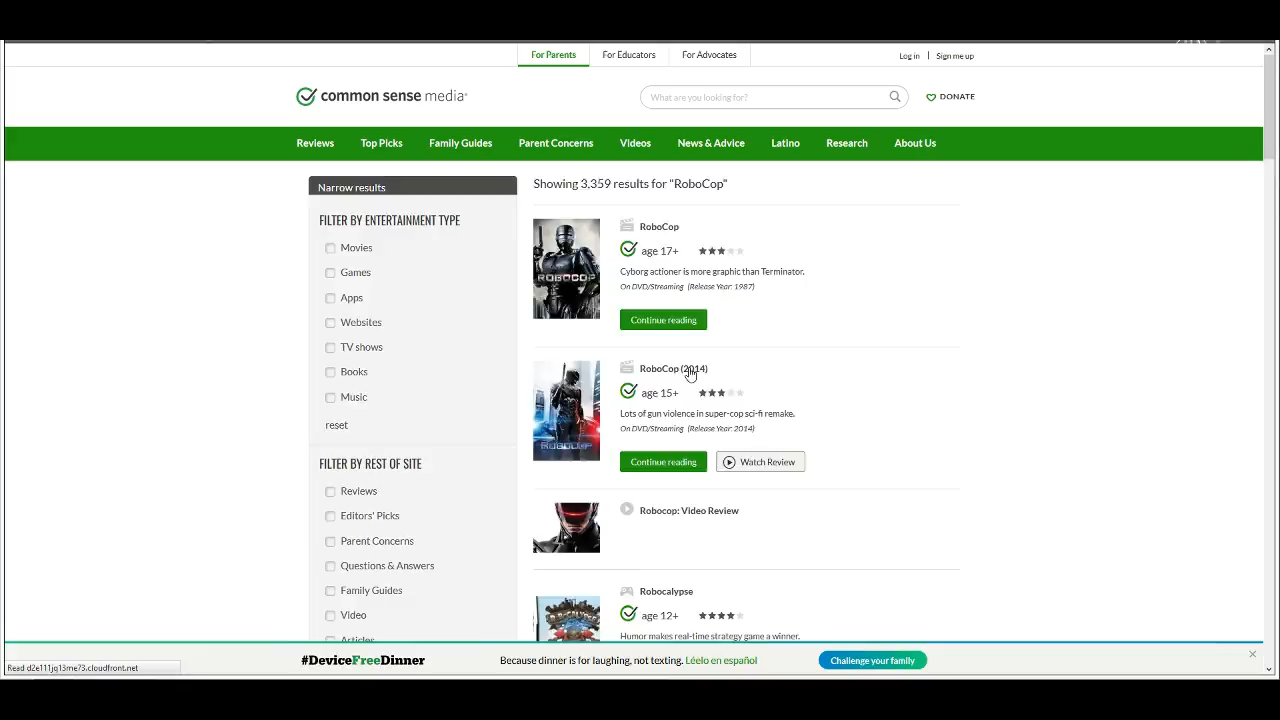 For Parents
For Educators
For Advocates
Log in
Sign me up
common sense media
What are you looking for?
DONATE
Reviews
Top Picks
Family Guides
Parent Concerns
Videos
News & Advice
Latino
Research
About Us
Narrow results
FILTER BY ENTERTAINMENT TYPE
Movies
Games
Apps
Websites
TV shows
Books
Music
reset
FILTER BY REST OF SITE
Reviews
Editors' Picks
Parent Concerns
Questions & Answers
Family Guides
Video
Articles
Showing 3,359 results for "RoboCop"
ROBOCOP
RoboCop
age 17+
Cyborg actioner is more graphic than Terminator.
On DVD/Streaming (Release Year: 1987)
Continue reading
ROBOCOP
RoboCop (2014)
age 15+
Lots of gun violence in super-cop sci-fi remake.
On DVD/Streaming (Release Year: 2014)
Continue reading
Watch Review
Robocop: Video Review
Robocalypse
age 12+
Humor makes real-time strategy game a winner.
#DeviceFreeDinner
Because dinner is for laughing, not texting. Léelo en español
Challenge your family
Read d2e111jq13me73.cloudfront.net